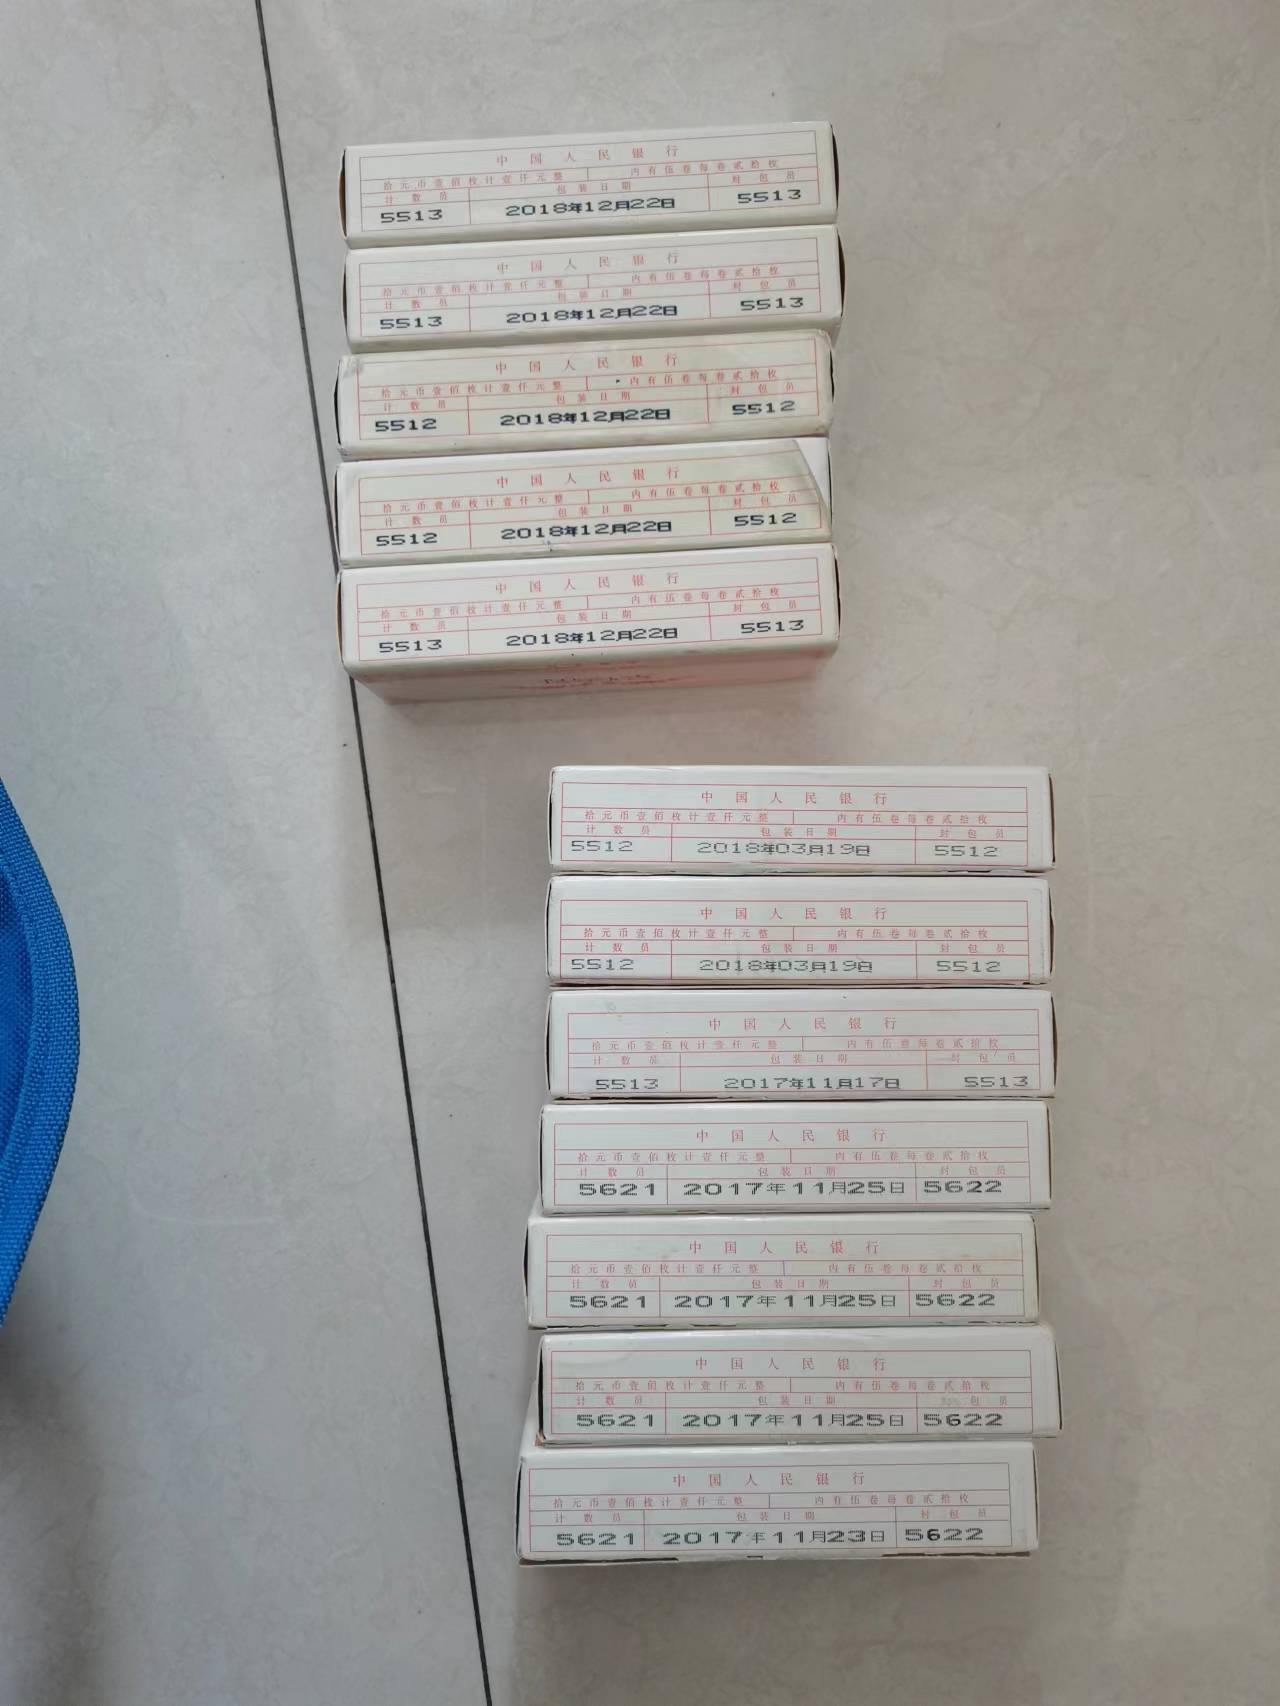 中国人民银行
拾元币壹佰枚计壹仟元整 内有伍卷每卷贰拾枚
计数员 包装日期 封包员
5513 2018年12月22日 5513
中国人民银行
拾元币壹佰枚计壹仟元整 内有伍卷每卷贰拾枚
计数员 包装日期 封包员
5513 2018年12月22日 5513
中国人民银行
拾元币壹佰枚计壹仟元整 内有伍卷每卷贰拾枚
计数员 包装日期 封包员
5512 2018年12月22日 5512
中国人民银行
拾元币壹佰枚计壹仟元整 内有伍卷每卷贰拾枚
计数员 包装日期 封包员
5512 2018年12月22日 5512
中国人民银行
拾元币壹佰枚计壹仟元整 内有伍卷每卷贰拾枚
计数员 包装日期 封包员
5513 2018年12月22日 5513
中国人民银行
拾元币壹佰枚计壹仟元整 内有伍卷每卷贰拾枚
计数员 包装日期 封包员
5512 2018年03月19日 5512
中国人民银行
拾元币壹佰枚计壹仟元整 内有伍卷每卷贰拾枚
计数员 包装日期 封包员
5512 2018年03月19日 5512
中国人民银行
拾元币壹佰枚计壹仟元整 内有伍卷每卷贰拾枚
计数员 包装日期 封包员
5513 2017年11月17日 5513
中国人民银行
拾元币壹佰枚计壹仟元整 内有伍卷每卷贰拾枚
计数员 包装日期 封包员
5621 2017年11月25日 5622
中国人民银行
拾元币壹佰枚计壹仟元整 内有伍卷每卷贰拾枚
计数员 包装日期 封包员
5621 2017年11月25日 5622
中国人民银行
拾元币壹佰枚计壹仟元整 内有伍卷每卷贰拾枚
计数员 包装日期 封包员
5621 2017年11月25日 5622
中国人民银行
拾元币壹佰枚计壹仟元整 内有伍卷每卷贰拾枚
计数员 包装日期 封包员
5621 2017年11月23日 5622